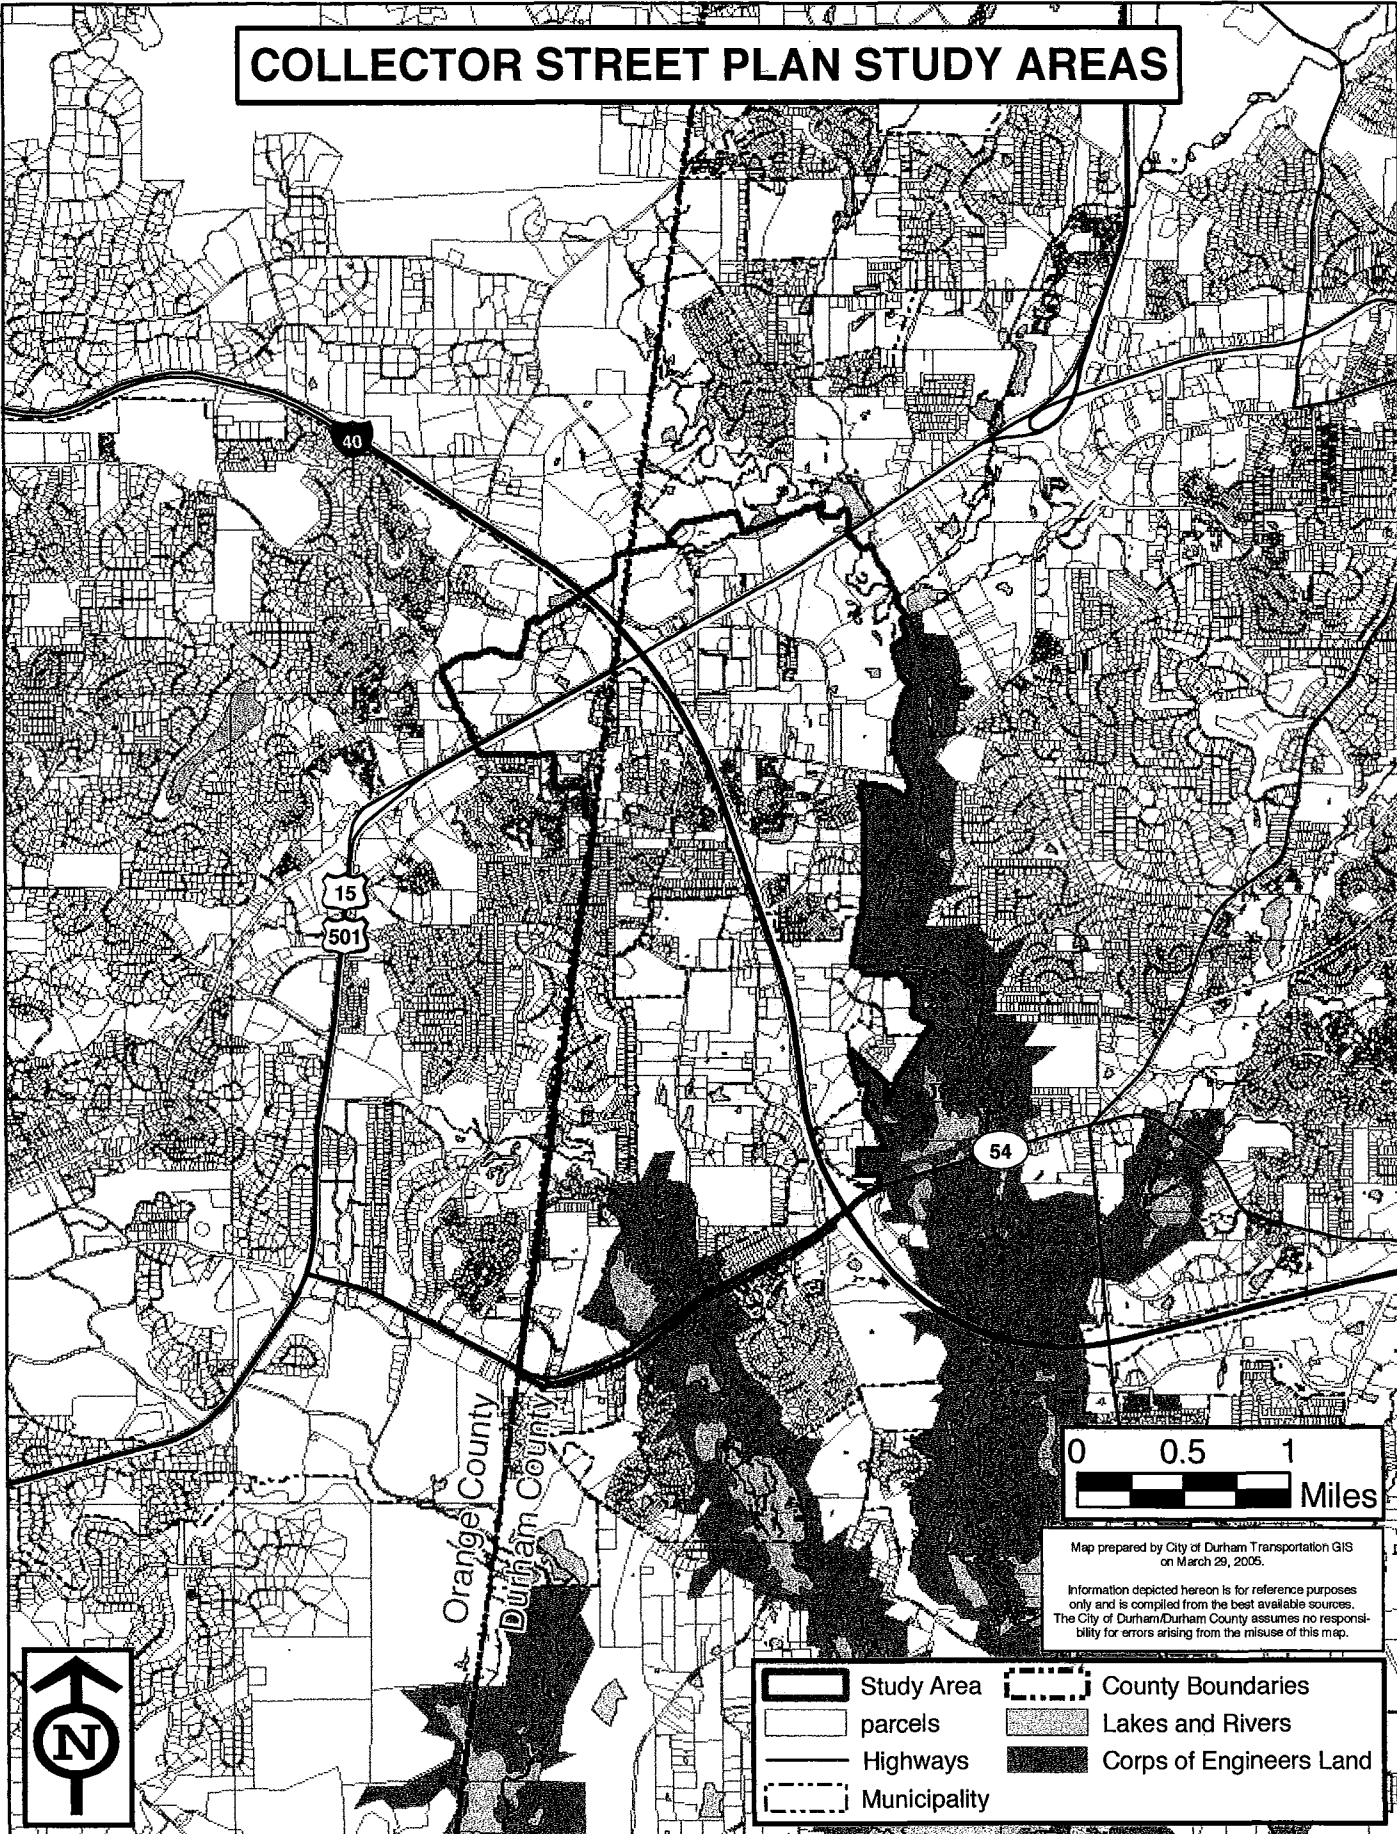 COLLECTOR STREET PLAN STUDY AREAS
40
15
501
54
Orange County
Durham County
0 0.5 1
Miles
Map prepared by City of Durham Transportation GIS
on March 29, 2005.
Information depicted hereon is for reference purposes
only and is compiled from the best available sources.
The City of Durham/Durham County assumes no responsi-
bility for errors arising from the misuse of this map.
N
Study Area
County Boundaries
parcels
Lakes and Rivers
Highways
Corps of Engineers Land
Municipality